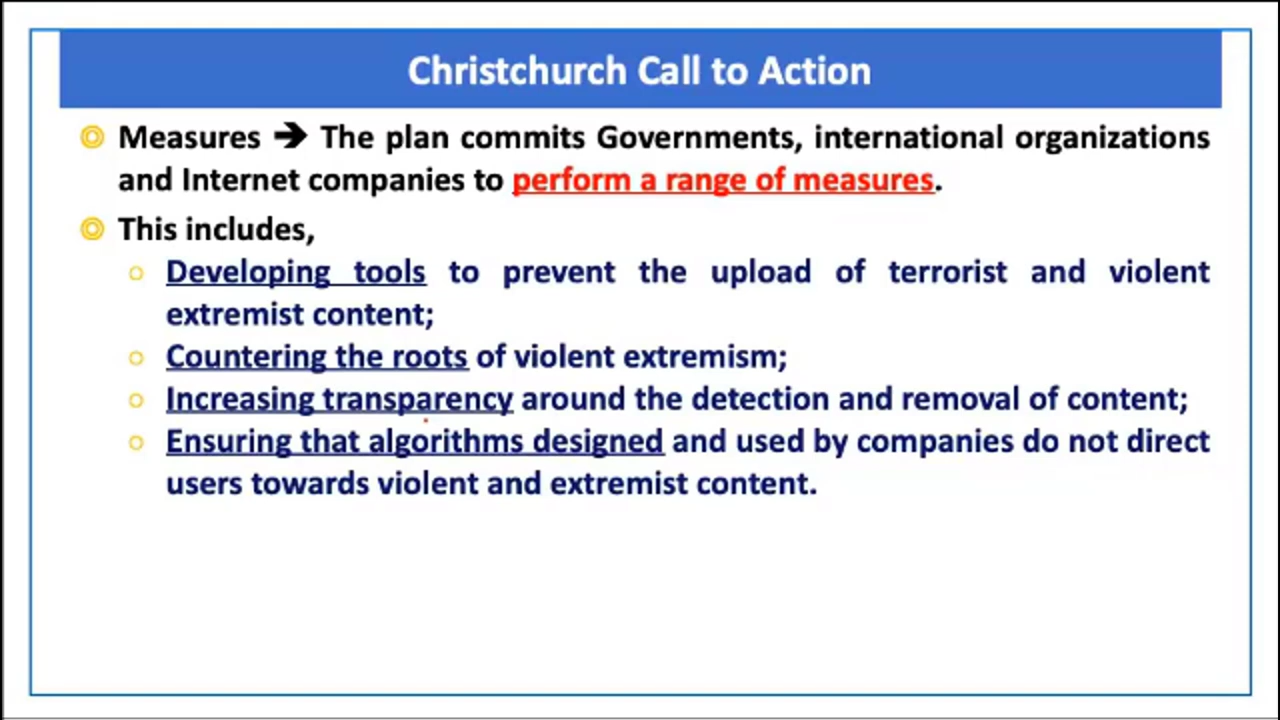 Christchurch Call to Action
Measures ➔ The plan commits Governments, international organizations
and Internet companies to perform a range of measures.
This includes,
Developing tools to prevent the upload of terrorist and violent
extremist content;
Countering the roots of violent extremism;
Increasing transparency around the detection and removal of content;
Ensuring that algorithms designed and used by companies do not direct
users towards violent and extremist content.